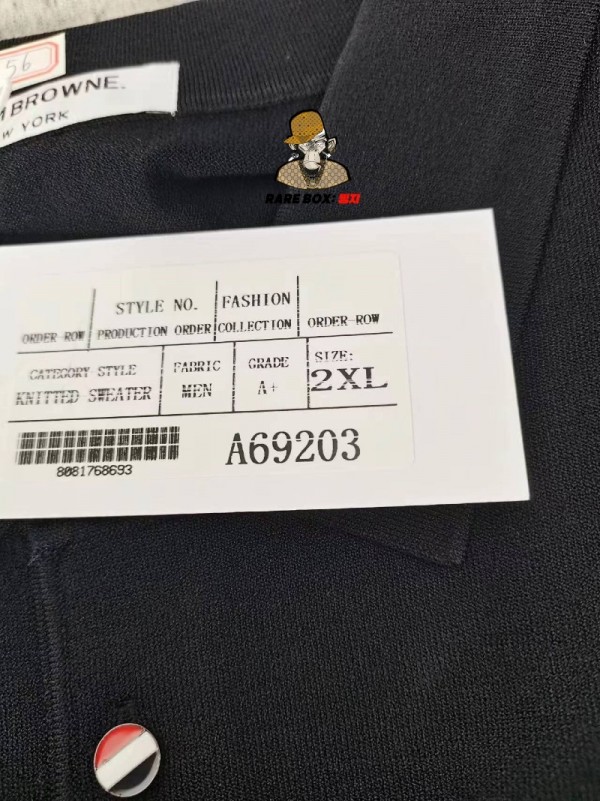 56
BROWNE.
YORK
RARE BOX:
STYLE NO.
FASHION
ORDER-ROW
PRODUCTION ORDER
COLLECTION
ORDER-ROW
CATEGORY STYLE
FABRIC
GRADE
SIZE:
KNITTED SWEATER
MEN
A+
2XL
8081768693
A69203